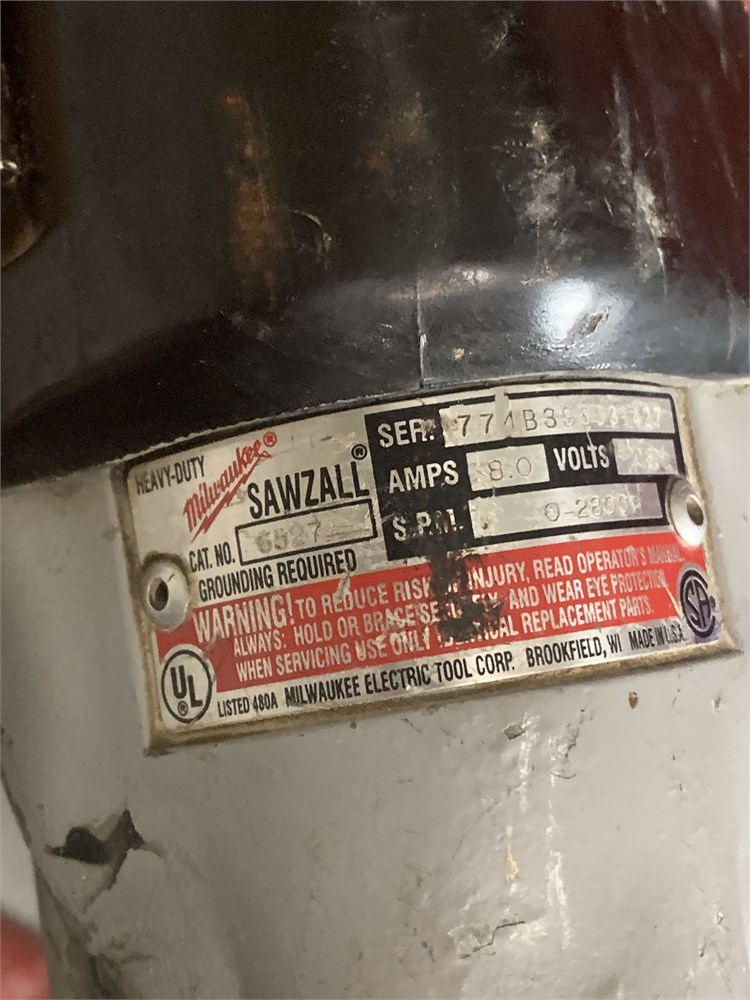 HEAVY-DUTY
Milwaukee®
SAWZALL®
CAT. NO. 6527
GROUNDING REQUIRED
SER.
AMPS 8.0 VOLTS
S.P.M. 0-2800
WARNING! TO REDUCE RISK OF INJURY, READ OPERATOR'S MANUAL.
ALWAYS: HOLD OR BRACE SECURELY AND WEAR EYE PROTECTION.
WHEN SERVICING USE ONLY IDENTICAL REPLACEMENT PARTS.
UL®
SA
LISTED 480A MILWAUKEE ELECTRIC TOOL CORP. BROOKFIELD, WI MADE IN U.S.A.